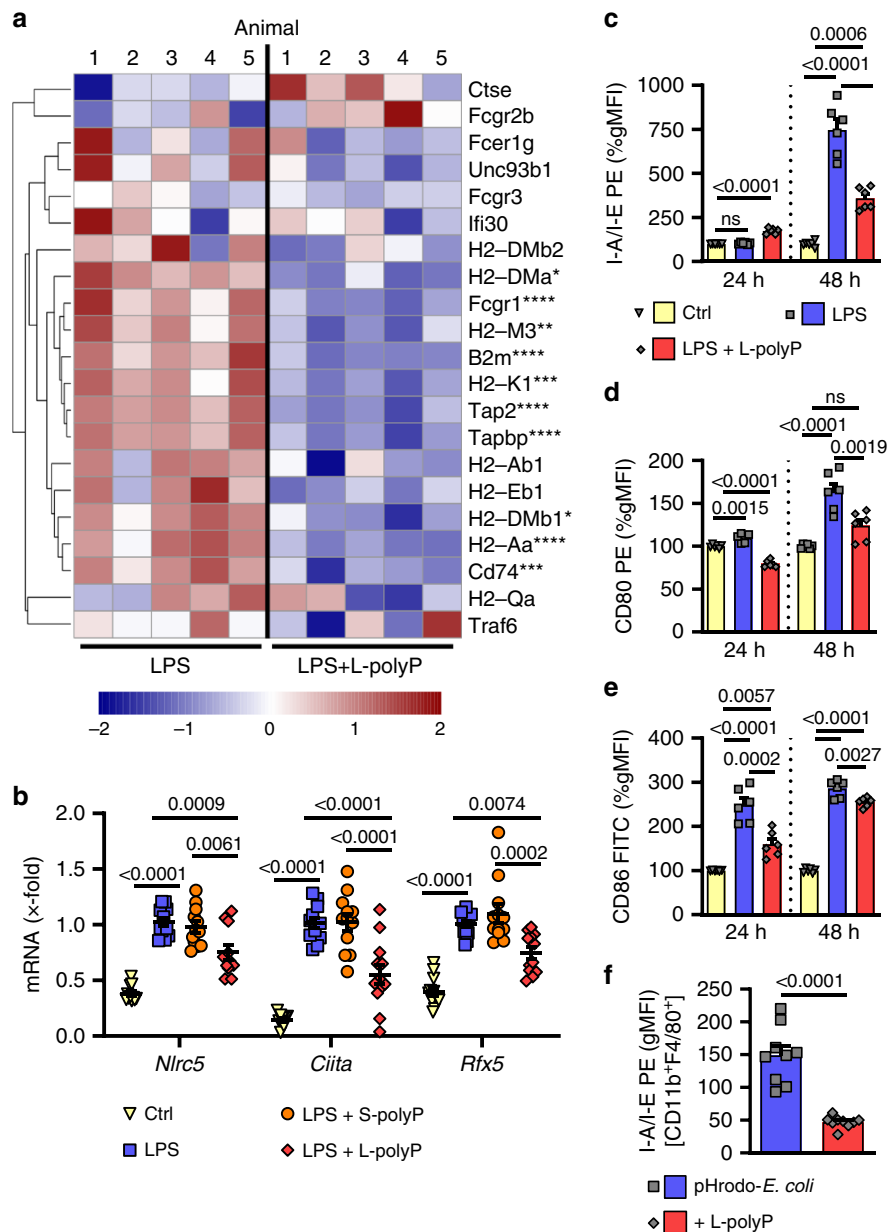 a
Animal
1 2 3 4 5 1 2 3 4 5
Ctse
Fcgr2b
Fcer1g
Unc93b1
Fcgr3
Ifi30
H2–DMb2
H2–DMa*
Fcgr1****
H2–M3**
B2m****
H2–K1***
Tap2****
Tapbp****
H2–Ab1
H2–Eb1
H2–DMb1*
H2–Aa****
Cd74***
H2–Qa
Traf6
LPS LPS+L-polyP
–2 –1 0 1 2
b
mRNA (×-fold)
2.0
1.5
1.0
0.5
0.0
0.0009 <0.0001 0.0074
0.0061 <0.0001 0.0002
<0.0001 <0.0001 <0.0001
Nlrc5 Ciita Rfx5
Ctrl LPS + S-polyP
LPS LPS + L-polyP
c
I-A/I-E PE (%gMFI)
1000
750
500
250
0
0.0006
<0.0001
<0.0001
ns
24 h 48 h
Ctrl LPS
LPS + L-polyP
d
CD80 PE (%gMFI)
200
150
100
50
0
ns
<0.0001
0.0019
<0.0001
0.0015
24 h 48 h
e
CD86 FITC (%gMFI)
400
300
200
100
0
0.0057
<0.0001 <0.0001
0.0002 0.0027
24 h 48 h
f
I-A/I-E PE (gMFI)
[CD11b⁺F4/80⁺]
250
200
150
100
50
0
<0.0001
pHrodo-E. coli
+ L-polyP